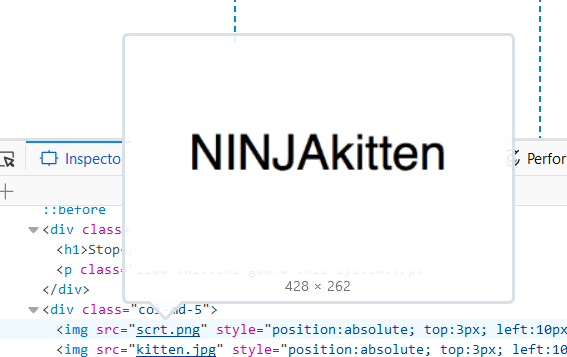 NINJAkitten
428 × 262
Inspecto
Perfor
::before
<div class=
<h1>Stop
<p class=
</div>
<div class="col-md-5">
<img src="scrt.png" style="position:absolute; top:3px; left:10px
<img src="kitten.jpg" style="position:absolute; top:3px; left:10